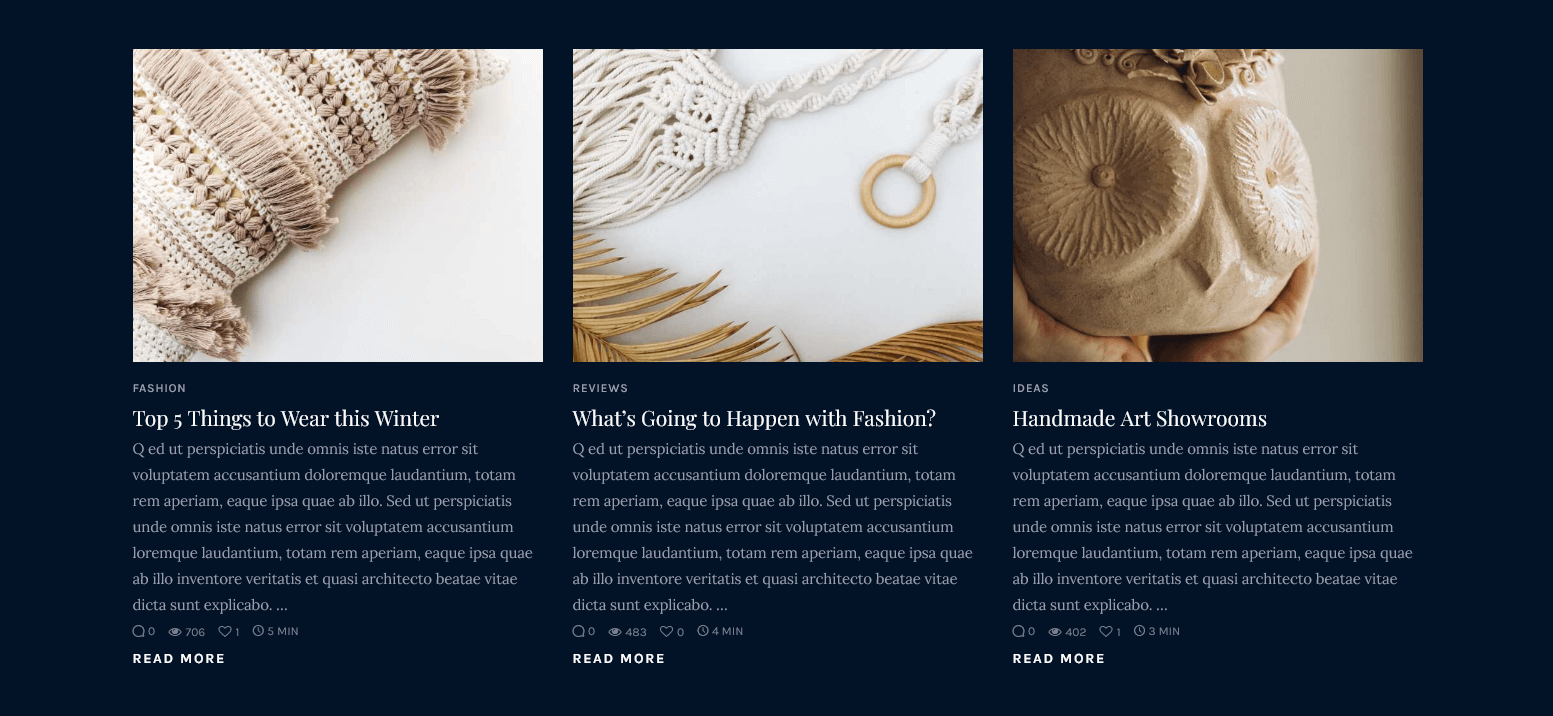 FASHION
Top 5 Things to Wear this Winter
Q ed ut perspiciatis unde omnis iste natus error sit
voluptatem accusantium doloremque laudantium, totam
rem aperiam, eaque ipsa quae ab illo. Sed ut perspiciatis
unde omnis iste natus error sit voluptatem accusantium
loremque laudantium, totam rem aperiam, eaque ipsa quae
ab illo inventore veritatis et quasi architecto beatae vitae
dicta sunt explicabo. ...
0 706 1 5 MIN
READ MORE
REVIEWS
What’s Going to Happen with Fashion?
Q ed ut perspiciatis unde omnis iste natus error sit
voluptatem accusantium doloremque laudantium, totam
rem aperiam, eaque ipsa quae ab illo. Sed ut perspiciatis
unde omnis iste natus error sit voluptatem accusantium
loremque laudantium, totam rem aperiam, eaque ipsa quae
ab illo inventore veritatis et quasi architecto beatae vitae
dicta sunt explicabo. ...
0 483 0 4 MIN
READ MORE
IDEAS
Handmade Art Showrooms
Q ed ut perspiciatis unde omnis iste natus error sit
voluptatem accusantium doloremque laudantium, totam
rem aperiam, eaque ipsa quae ab illo. Sed ut perspiciatis
unde omnis iste natus error sit voluptatem accusantium
loremque laudantium, totam rem aperiam, eaque ipsa quae
ab illo inventore veritatis et quasi architecto beatae vitae
dicta sunt explicabo. ...
0 402 1 3 MIN
READ MORE